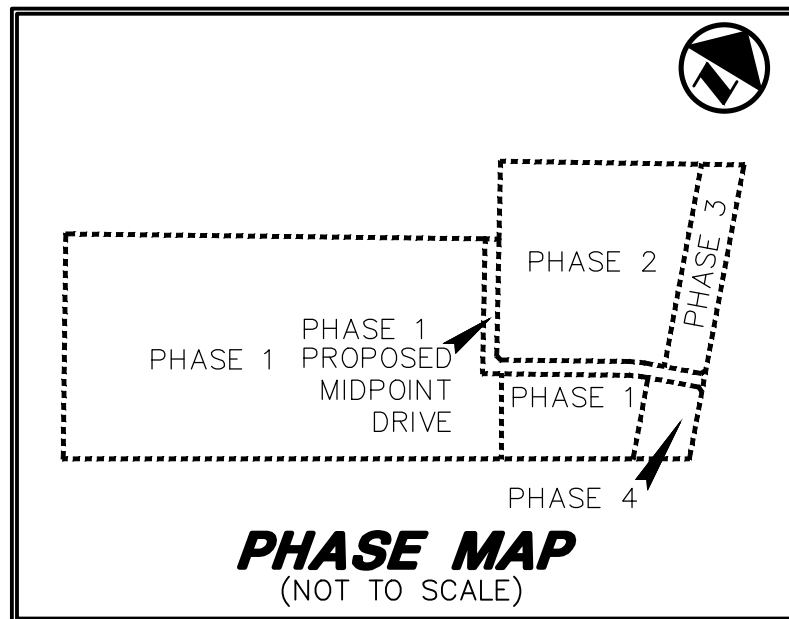 PHASE 2
PHASE 3
PHASE 1
PHASE 1
PROPOSED
MIDPOINT
DRIVE
PHASE 1
PHASE 4
PHASE MAP
(NOT TO SCALE)